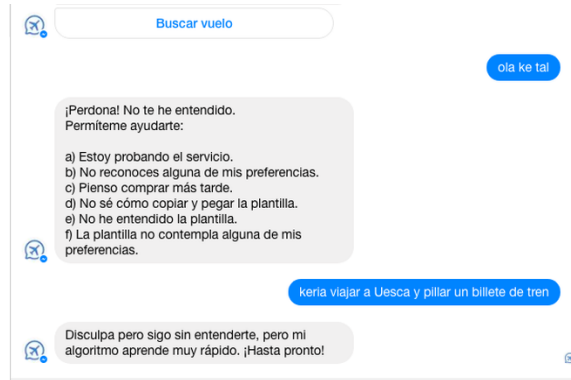 Buscar vuelo
ola ke tal
¡Perdona! No te he entendido.
Permíteme ayudarte:
a) Estoy probando el servicio.
b) No reconoces alguna de mis preferencias.
c) Pienso comprar más tarde.
d) No sé cómo copiar y pegar la plantilla.
e) No he entendido la plantilla.
f) La plantilla no contempla alguna de mis
preferencias.
keria viajar a Uesca y pillar un billete de tren
Disculpa pero sigo sin entenderte, pero mi
algoritmo aprende muy rápido. ¡Hasta pronto!